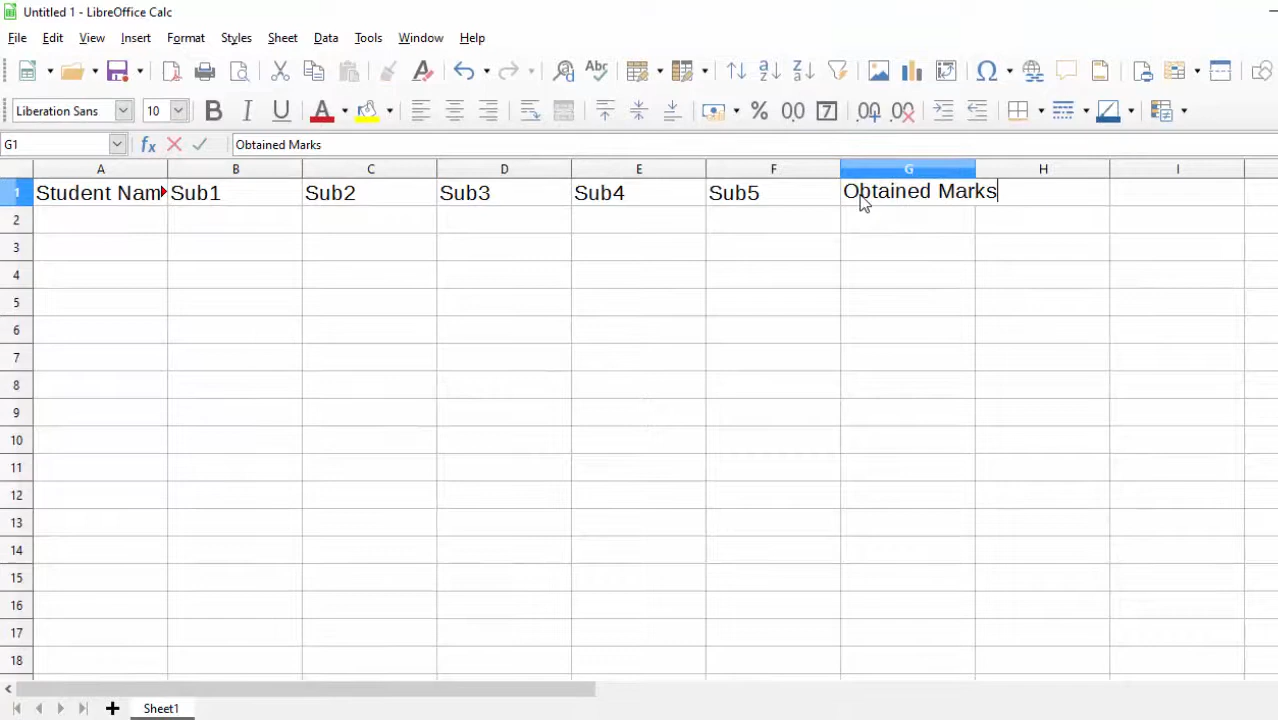 Untitled 1 - LibreOffice Calc
File Edit View Insert Format Styles Sheet Data Tools Window Help
Liberation Sans 10
G1 Obtained Marks
A B C D E F G H I
1 Student Nam Sub1 Sub2 Sub3 Sub4 Sub5 Obtained Marks
2
3
4
5
6
7
8
9
10
11
12
13
14
15
16
17
18
Sheet1